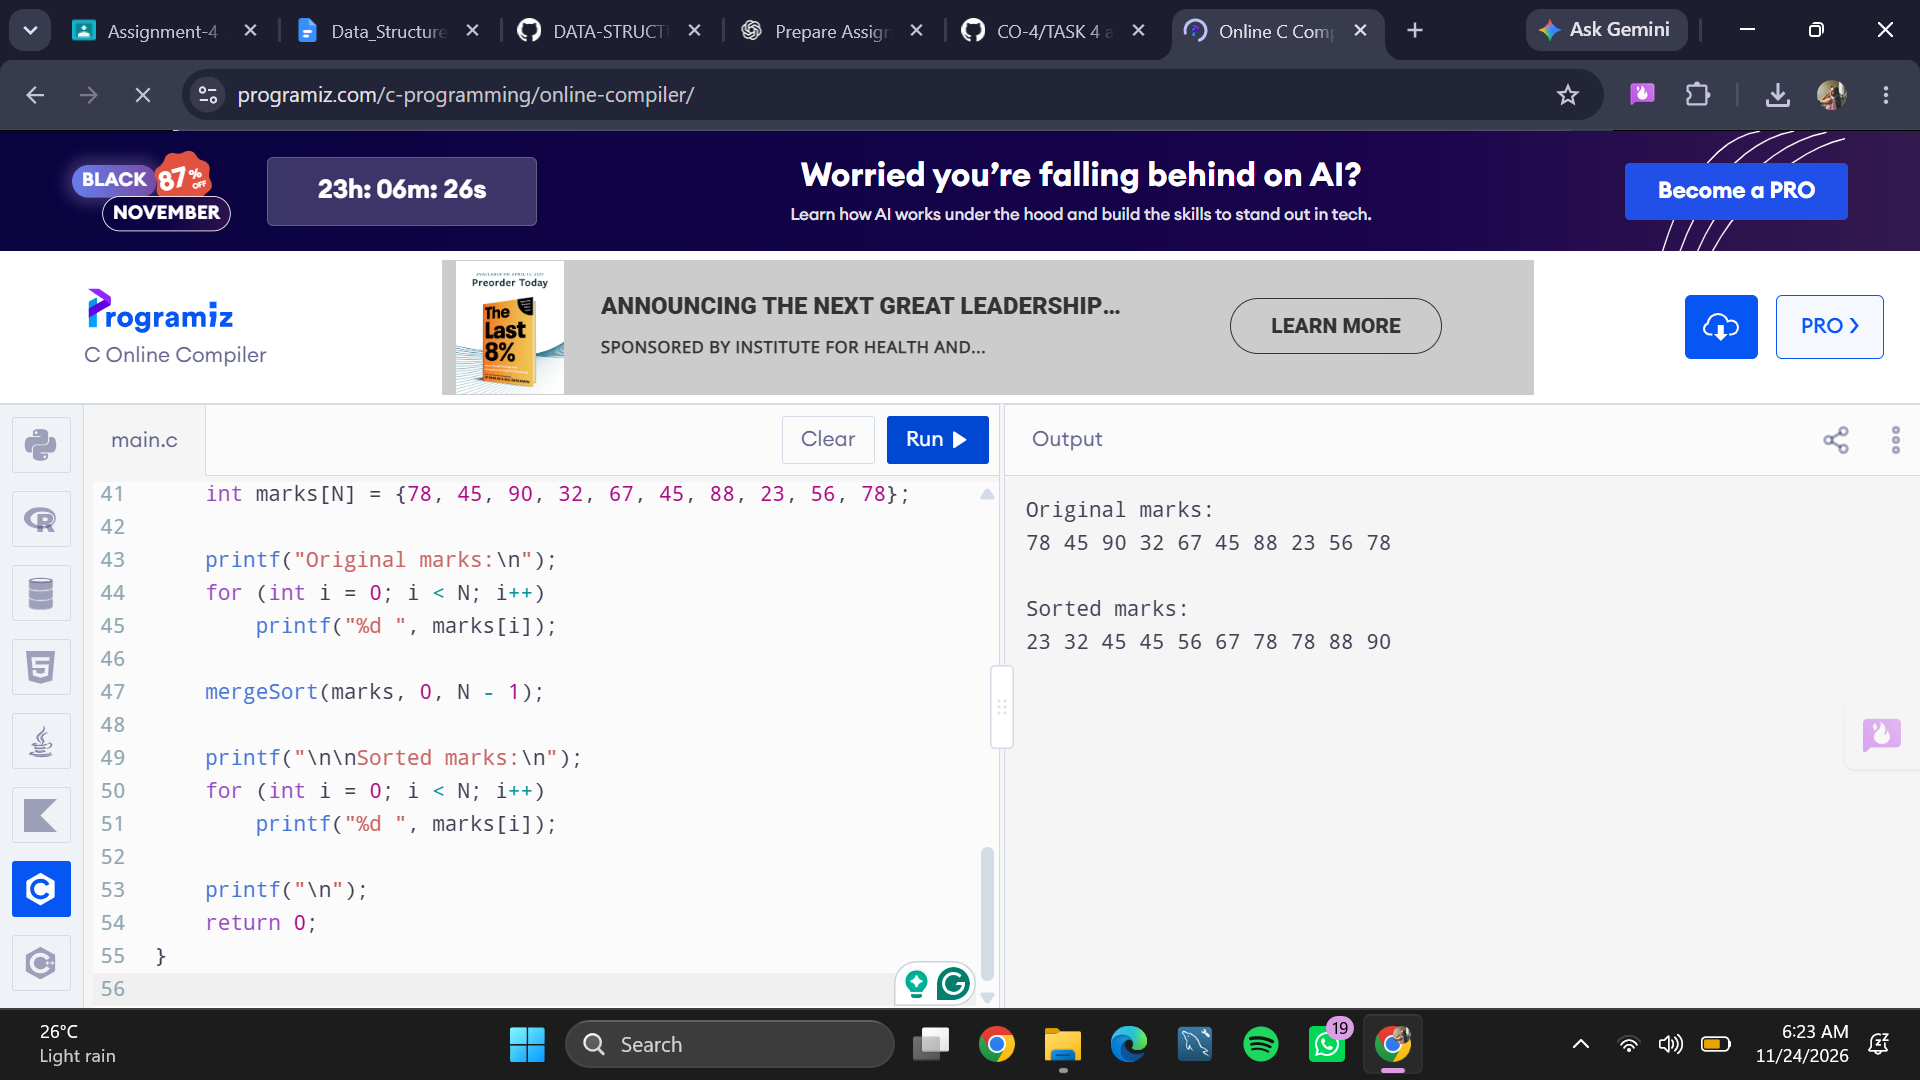 Assignment-4
Data_Structure
DATA-STRUCT
Prepare Assign
CO-4/TASK 4 a
Online C Comp
Ask Gemini
programiz.com/c-programming/online-compiler/
BLACK 87% OFF
NOVEMBER
23h: 06m: 26s
Worried you’re falling behind on AI?
Learn how AI works under the hood and build the skills to stand out in tech.
Become a PRO
Programiz
C Online Compiler
Preorder Today
The Last 8%
ANNOUNCING THE NEXT GREAT LEADERSHIP...
SPONSORED BY INSTITUTE FOR HEALTH AND...
LEARN MORE
PRO
main.c
Clear
Run
Output
41 int marks[N] = {78, 45, 90, 32, 67, 45, 88, 23, 56, 78};
42
43 printf("Original marks:\n");
44 for (int i = 0; i < N; i++)
45 printf("%d ", marks[i]);
46
47 mergeSort(marks, 0, N - 1);
48
49 printf("\n\nSorted marks:\n");
50 for (int i = 0; i < N; i++)
51 printf("%d ", marks[i]);
52
53 printf("\n");
54 return 0;
55 }
56
Original marks:
78 45 90 32 67 45 88 23 56 78
Sorted marks:
23 32 45 45 56 67 78 78 88 90
26°C
Light rain
Search
19
6:23 AM
11/24/2026